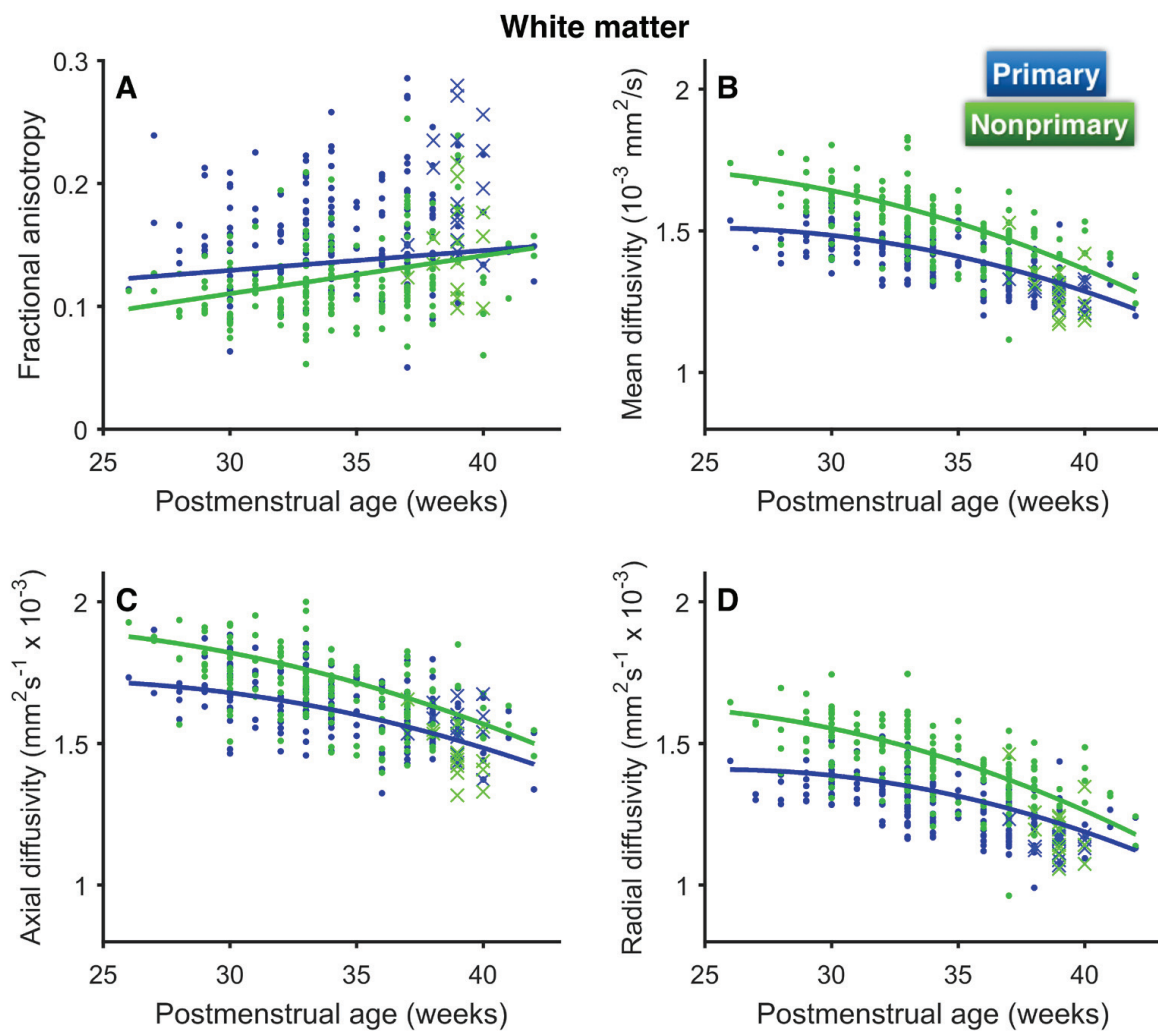 White matter
A
Fractional anisotropy
0.3
0.2
0.1
0
25 30 35 40
Postmenstrual age (weeks)
B
Primary
Nonprimary
Mean diffusivity (10⁻³ mm²/s)
2
1.5
1
25 30 35 40
Postmenstrual age (weeks)
C
Axial diffusivity (mm²s⁻¹ x 10⁻³)
2
1.5
1
25 30 35 40
Postmenstrual age (weeks)
D
Radial diffusivity (mm²s⁻¹ x 10⁻³)
2
1.5
1
25 30 35 40
Postmenstrual age (weeks)